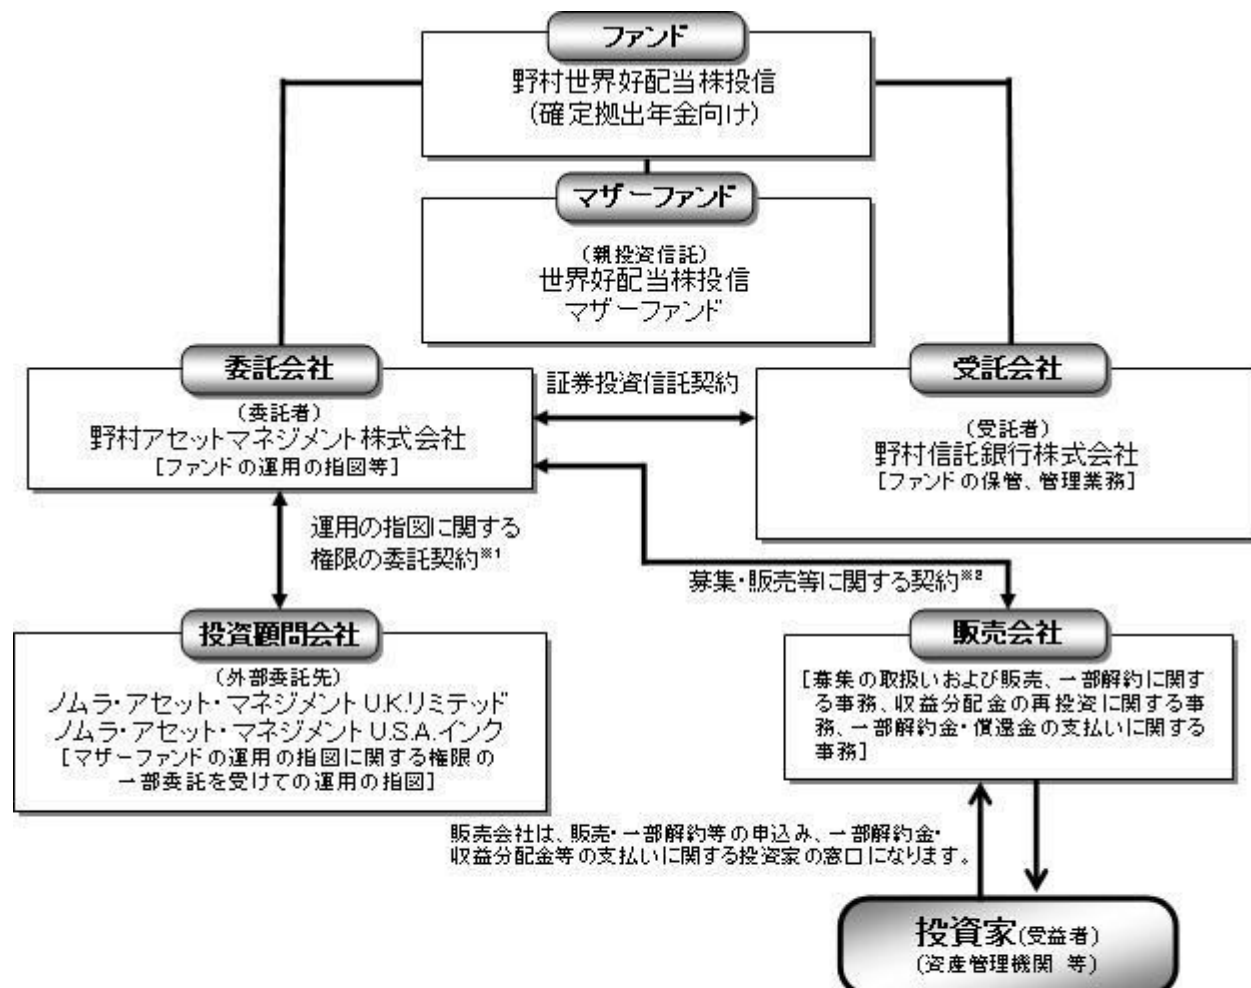 ファンド
野村世界好配当株投信
(確定拠出年金向け)
マザーファンド
(親投資信託)
世界好配当株投信
マザーファンド
委託会社
(委託者)
野村アセットマネジメント株式会社
[ファンドの運用の指図等]
証券投資信託契約
受託会社
(受託者)
野村信託銀行株式会社
[ファンドの保管、管理業務]
運用の指図に関する
権限の委託契約※1
募集・販売等に関する契約※2
投資顧問会社
(外部委託先)
ノムラ・アセット・マネジメントU.K.リミテッド
ノムラ・アセット・マネジメントU.S.A.インク
[マザーファンドの運用の指図に関する権限の
一部委託を受けての運用の指図]
販売会社
[募集の取扱いおよび販売、一部解約に関す
る事務、収益分配金の再投資に関する事
務、一部解約金・償還金の支払いに関する
事務]
販売会社は、販売・一部解約等の申込み、一部解約金・
収益分配金等の支払いに関する投資家の窓口になります。
投資家(受益者)
(資産管理機関 等)